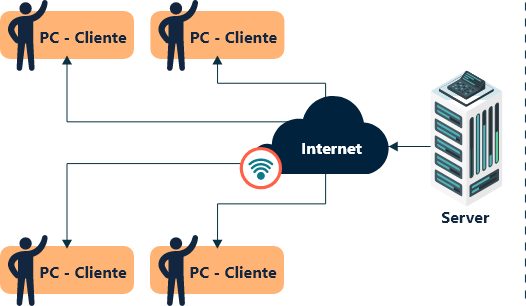 PC - Cliente
PC - Cliente
Internet
Server
PC - Cliente
PC - Cliente